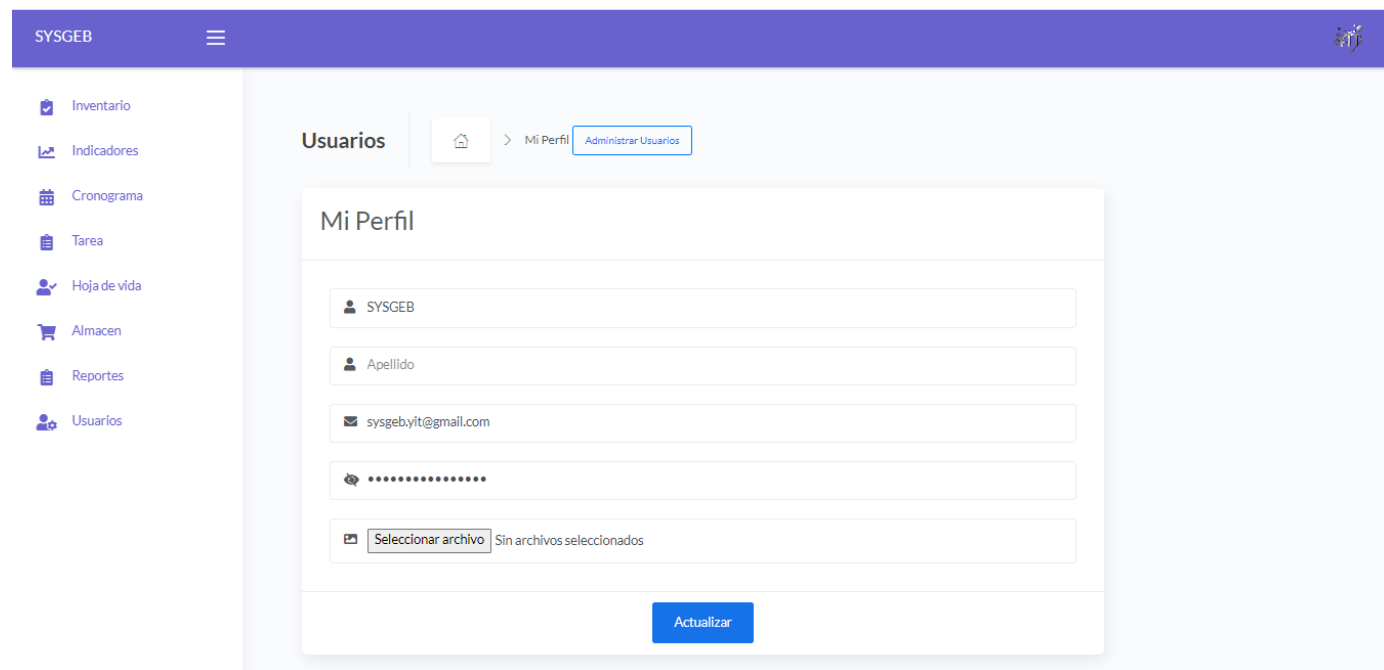 SYSGEB
Inventario
Indicadores
Cronograma
Tarea
Hoja de vida
Almacen
Reportes
Usuarios
Usuarios
Mi Perfil Administrar Usuarios
Mi Perfil
SYSGEB
Apellido
sysgeb.yit@gmail.com
••••••••••••••••
Seleccionar archivo Sin archivos seleccionados
Actualizar